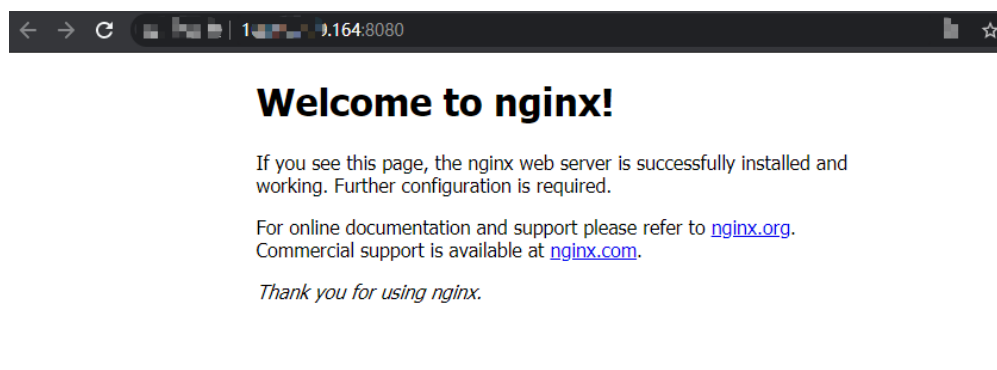 .164:8080
Welcome to nginx!
If you see this page, the nginx web server is successfully installed and
working. Further configuration is required.
For online documentation and support please refer to nginx.org.
Commercial support is available at nginx.com.
Thank you for using nginx.